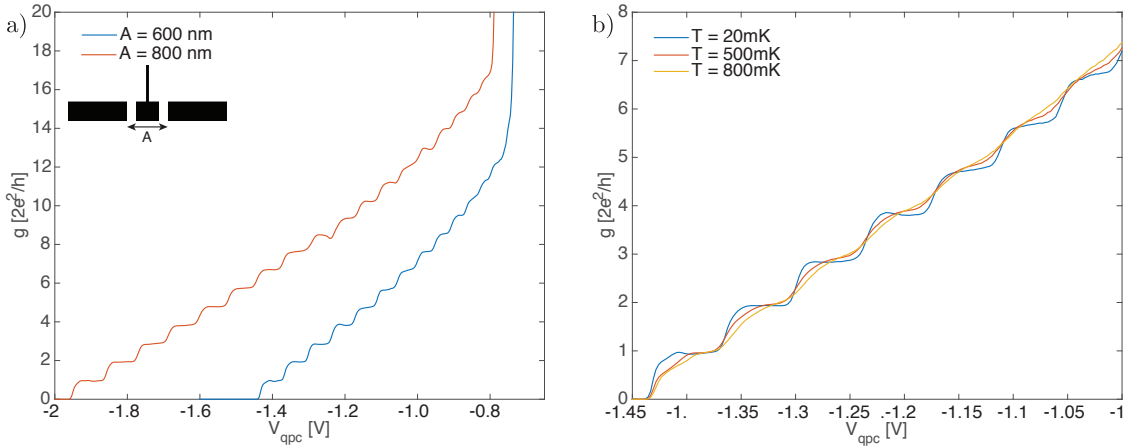 a)
A = 600 nm
A = 800 nm
A
g [2e²/h]
20
18
16
14
12
10
8
6
4
2
0
-2 -1.8 -1.6 -1.4 -1.2 -1.0 -0.8
V_qpc [V]
b)
T = 20mK
T = 500mK
T = 800mK
g [2e²/h]
8
7
6
5
4
3
2
1
0
-1.45 -1. -1.35 -1.3 -1.25 -1.2 -1.15 -1.1 -1.05 -1
V_qpc [V]